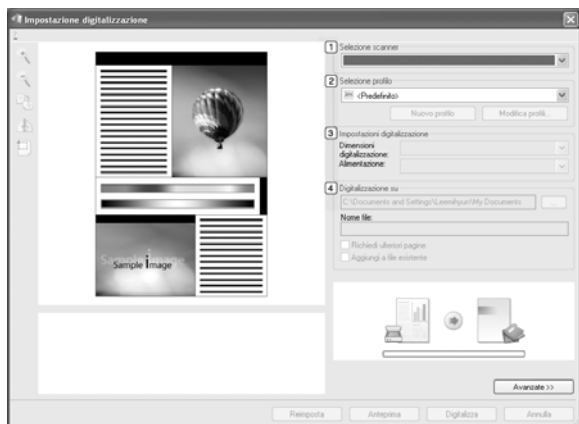 Impostazione digitalizzazione
1 Selezione scanner
2 Selezione profilo
<Predefinito>
Nuovo profilo Modifica profili...
3 Impostazioni digitalizzazione
Dimensioni
digitalizzazione:
Alimentazione:
4 Digitalizzazione su
C:\Documents and Settings\Leemihyun\My Documents ...
Nome file:
Richiedi ulteriori pagine
Aggiungi a file esistente
Sample Image
Avanzate >>
Reimposta Anteprima Digitalizza Annulla